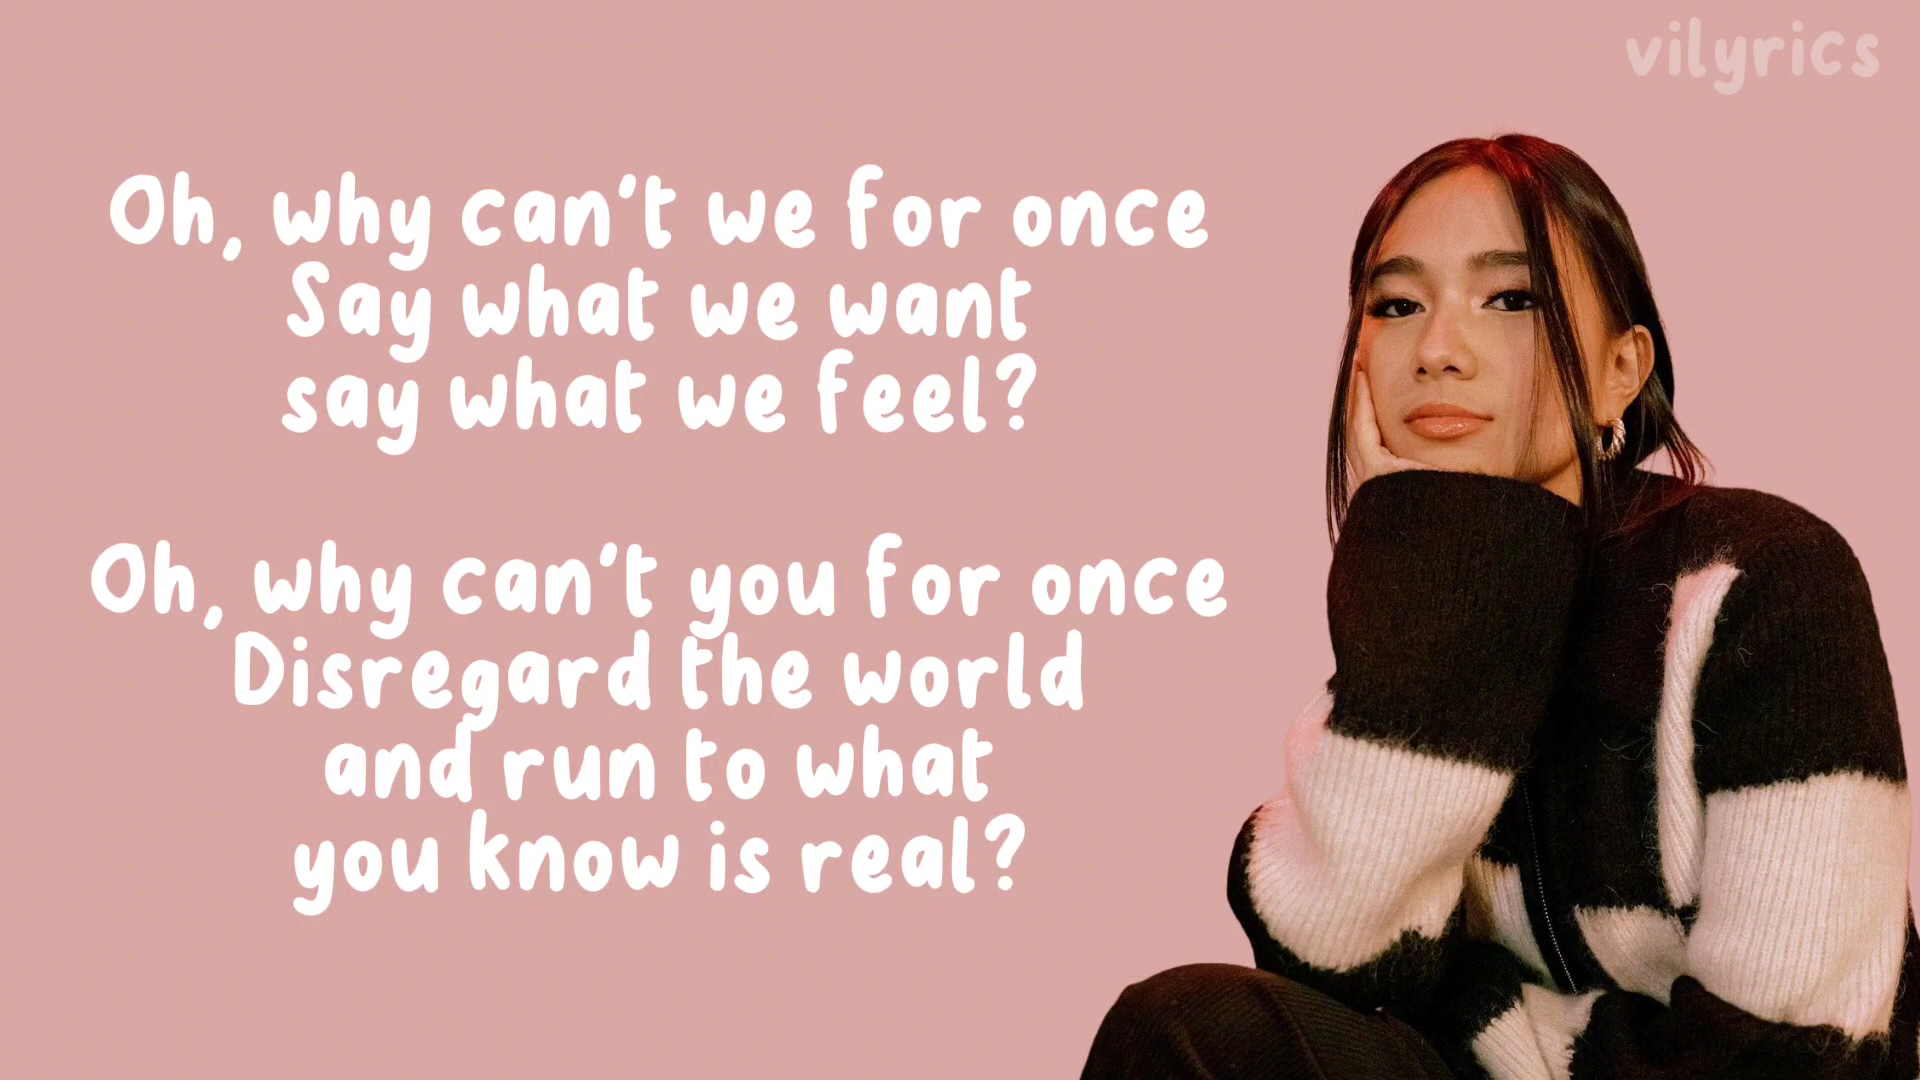 vilyrics
Oh, why can't we for once
Say what we want
say what we feel?
Oh, why can't you for once
Disregard the world
and run to what
you know is real?